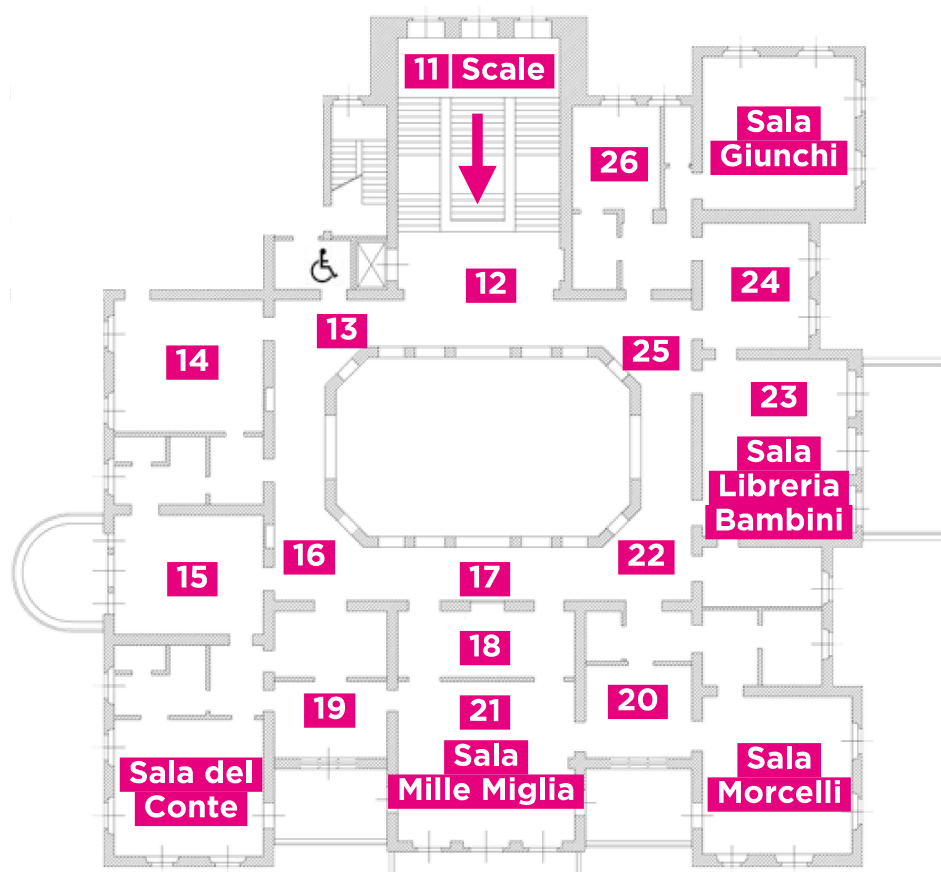 11 Scale
Sala
Giunchi
26
12
24
13
25
14
23
Sala
Libreria
Bambini
16
22
15
17
18
19
21
20
Sala
Mille Miglia
Sala del
Conte
Sala
Morcelli